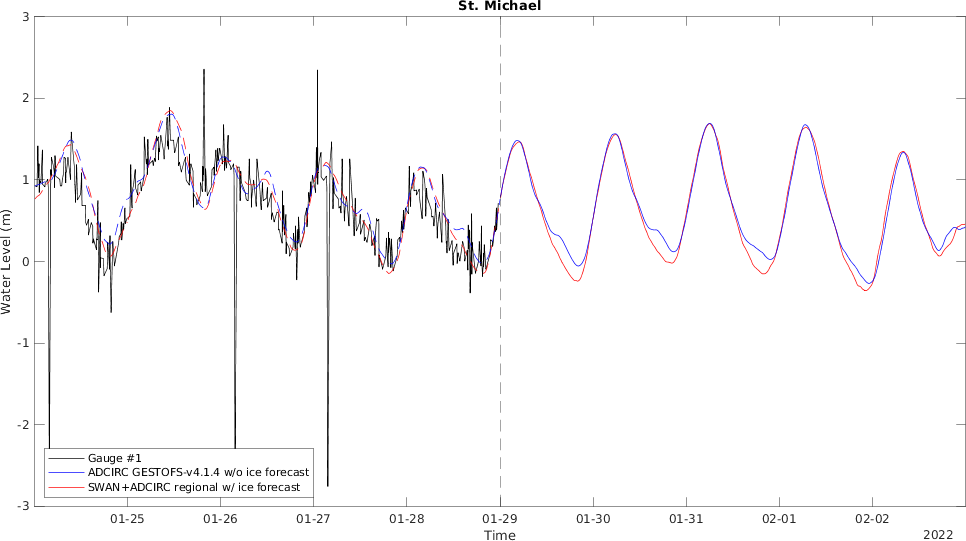 St. Michael
3
2
1
0
-1
-2
-3
Water Level (m)
Gauge #1
ADCIRC GESTOFS-v4.1.4 w/o ice forecast
SWAN+ADCIRC regional w/ ice forecast
01-25 01-26 01-27 01-28 01-29 01-30 01-31 02-01 02-02
Time
2022